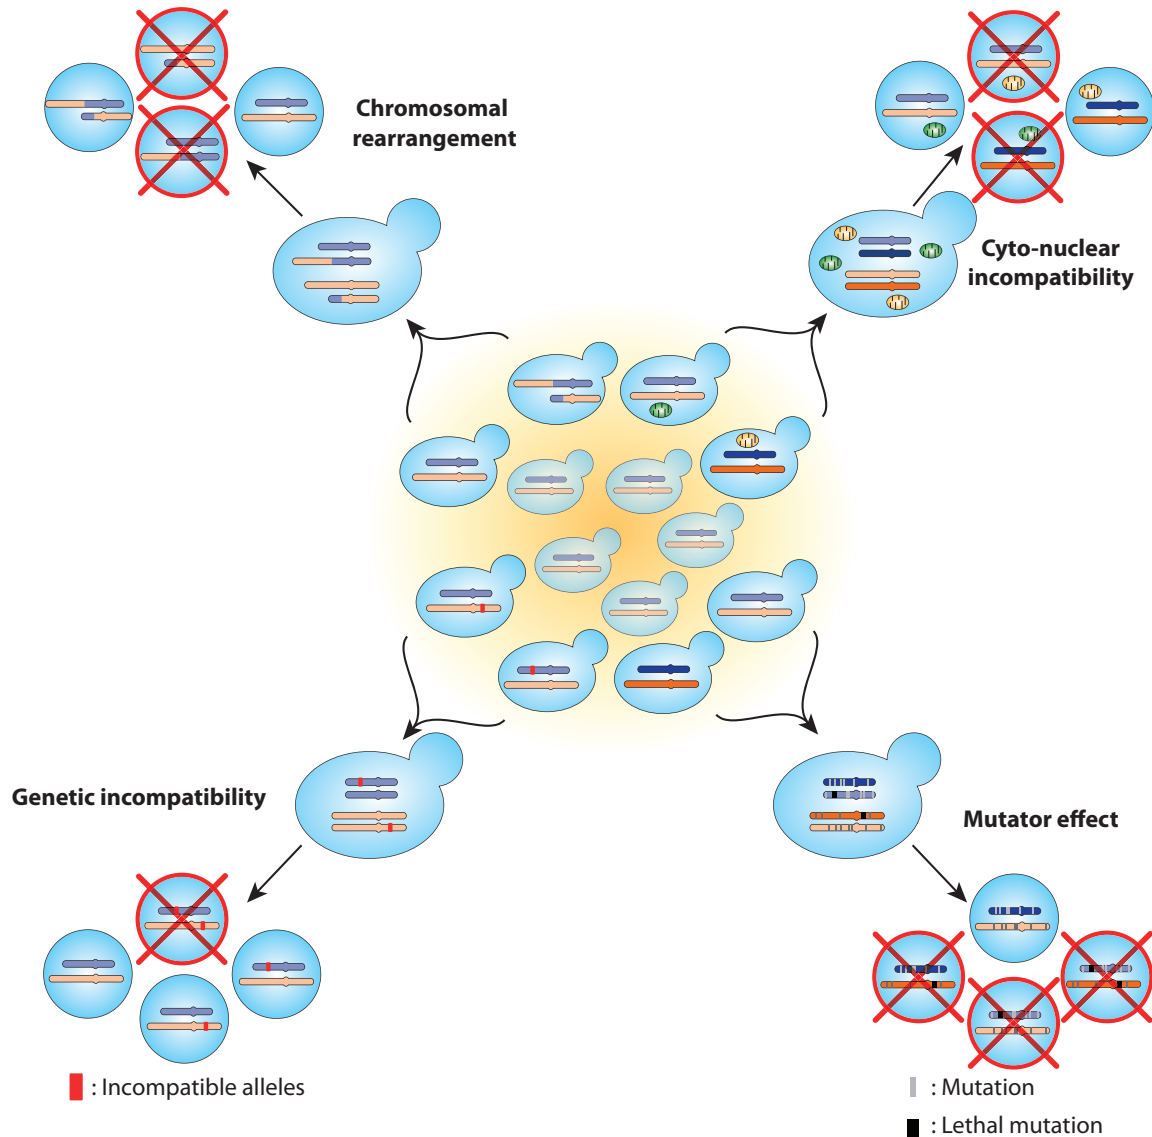 Chromosomal
rearrangement
Cyto-nuclear
incompatibility
Genetic incompatibility
Mutator effect
: Incompatible alleles
: Mutation
: Lethal mutation